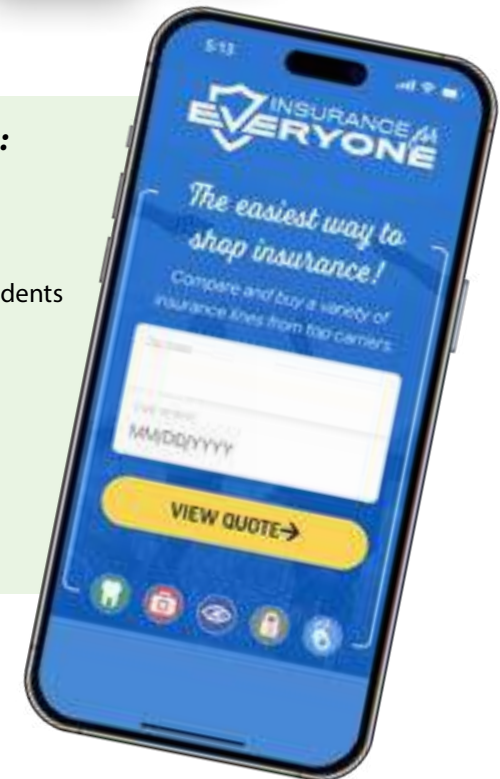 :
dents
5:13
INSURANCE 4
EVERYONE
The easiest way to
shop insurance!
Compare and buy a variety of
insurance lines from top carriers
MM/DD/YYYY
VIEW QUOTE→